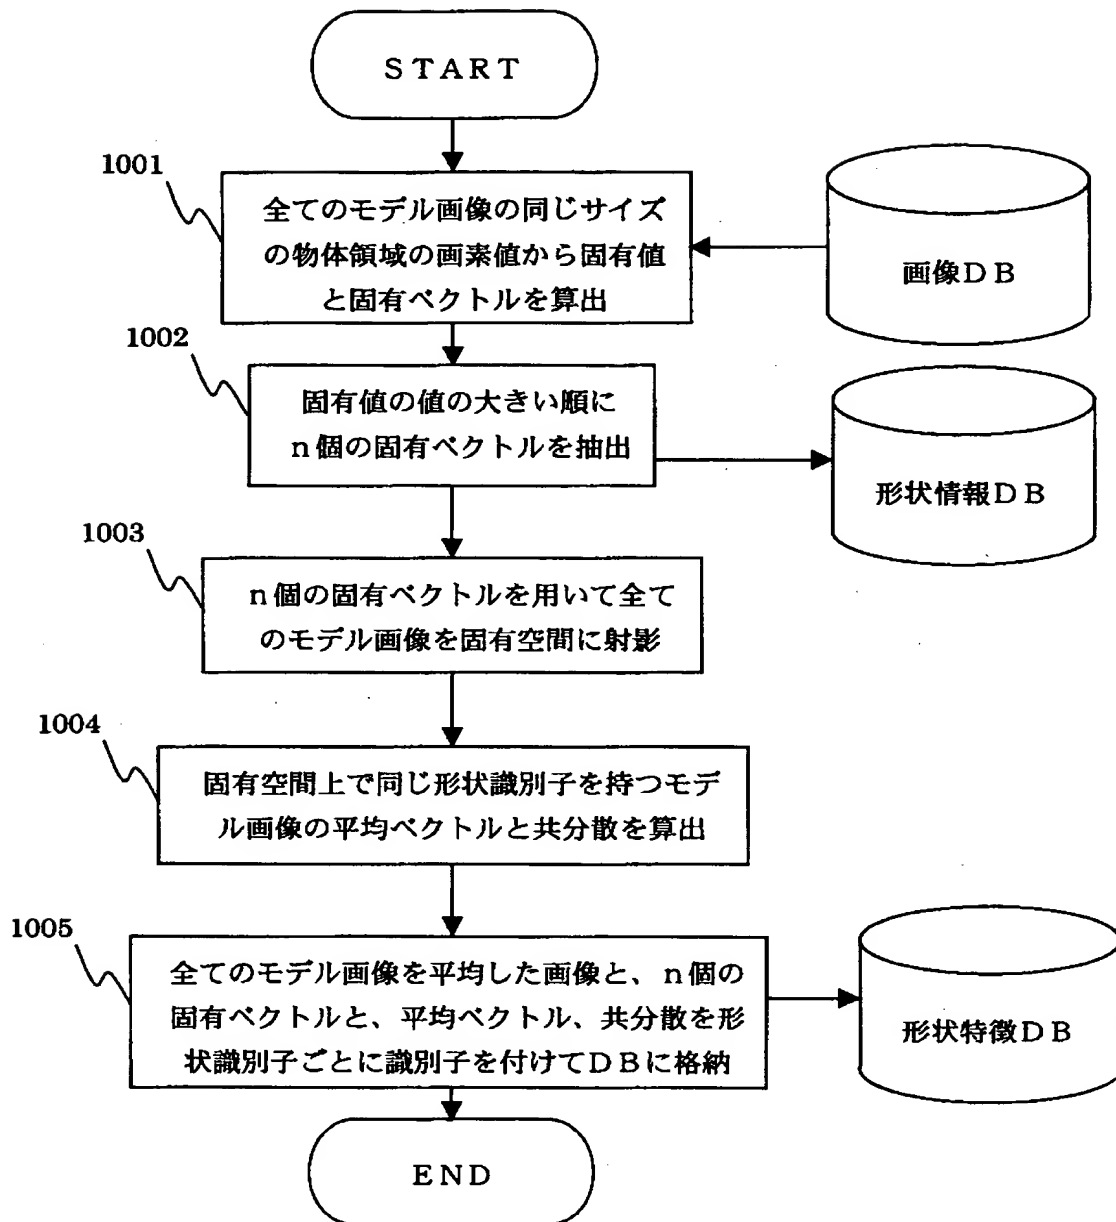 START
1001
全てのモデル画像の同じサイズ
の物体領域の画素値から固有値
と固有ベクトルを算出
画像DB
1002
固有値の値の大きい順に
n個の固有ベクトルを抽出
形状情報DB
1003
n個の固有ベクトルを用いて全て
のモデル画像を固有空間に射影
1004
固有空間上で同じ形状識別子を持つモデ
ル画像の平均ベクトルと共分散を算出
1005
全てのモデル画像を平均した画像と、n個の
固有ベクトルと、平均ベクトル、共分散を形
状識別子ごとに識別子を付けてDBに格納
形状特徴DB
END